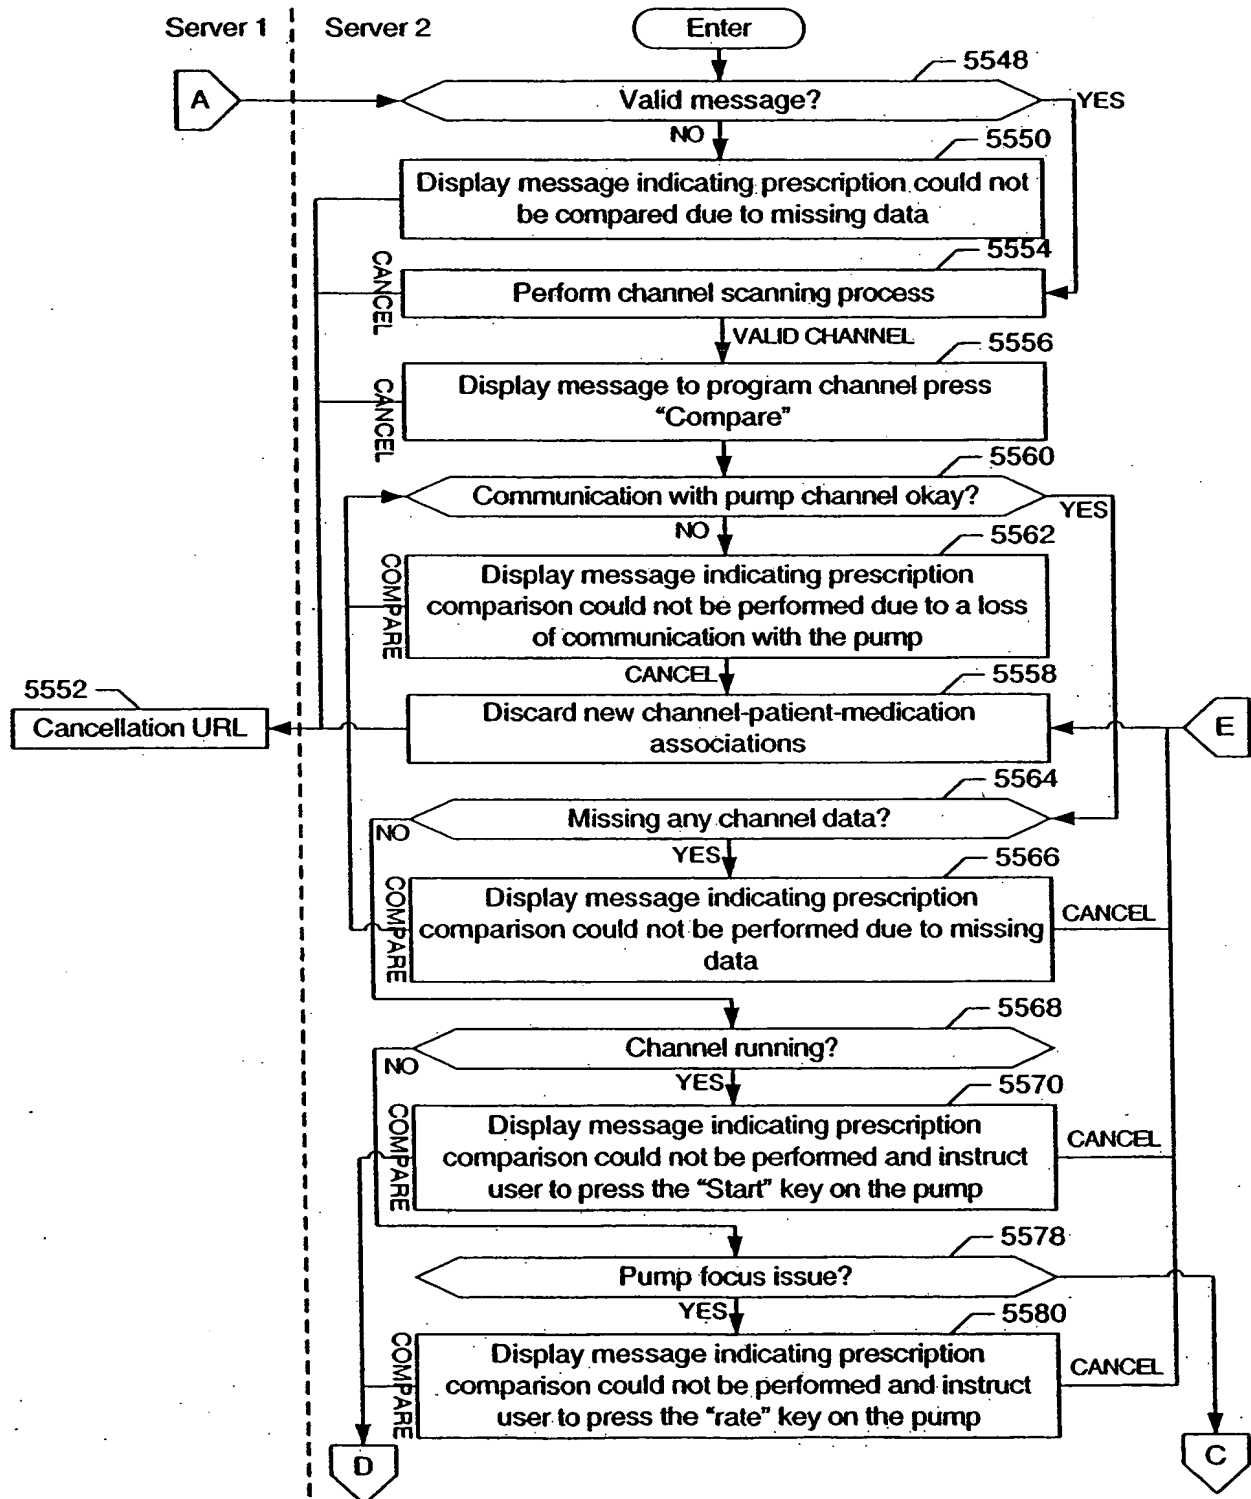 Server 1
Server 2
Enter
A
5548
Valid message?
YES
NO
5550
Display message indicating prescription could not
be compared due to missing data
5554
CANCEL
Perform channel scanning process
VALID CHANNEL
5556
CANCEL
Display message to program channel press
"Compare"
5560
Communication with pump channel okay?
YES
NO
5562
COMPARE
Display message indicating prescription
comparison could not be performed due to a loss
of communication with the pump
CANCEL
5558
5552
Cancellation URL
Discard new channel-patient-medication
associations
E
5564
Missing any channel data?
NO
YES
5566
COMPARE
Display message indicating prescription
comparison could not be performed due to missing
data
CANCEL
5568
Channel running?
NO
YES
5570
COMPARE
Display message indicating prescription
comparison could not be performed and instruct
user to press the "Start" key on the pump
CANCEL
5578
Pump focus issue?
YES
5580
COMPARE
Display message indicating prescription
comparison could not be performed and instruct
user to press the "rate" key on the pump
CANCEL
D
C